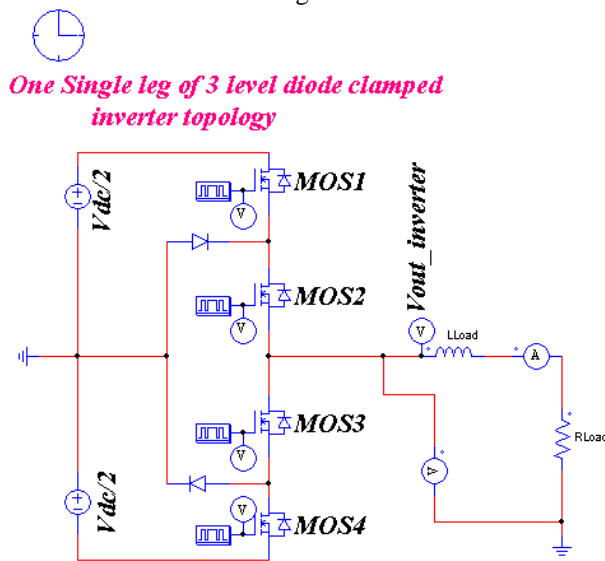 One Single leg of 3 level diode clamped
inverter topology
Vdc/2
MOS1
V
Vout_inverter
MOS2
V
V
LLoad
A
MOS3
V
RLoad
V
Vdc/2
V
MOS4